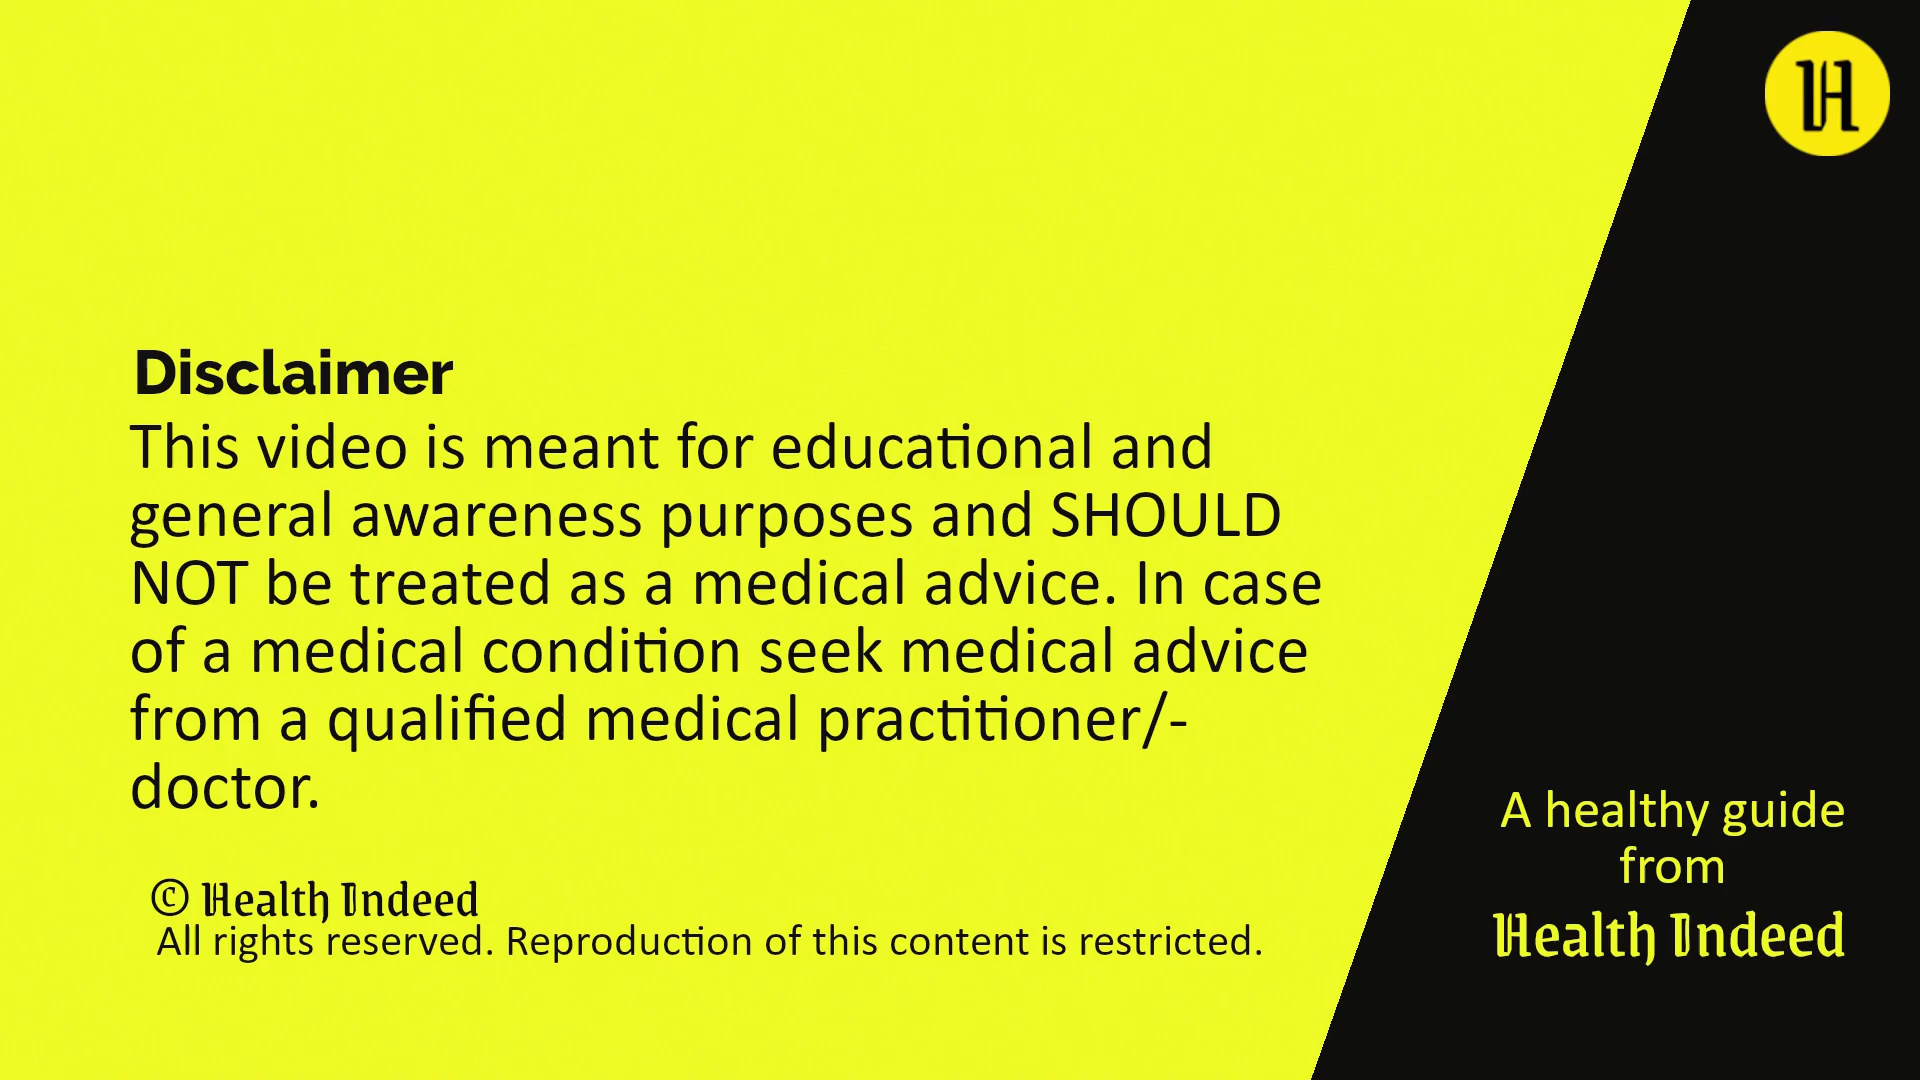 H
Disclaimer
This video is meant for educational and
general awareness purposes and SHOULD
NOT be treated as a medical advice. In case
of a medical condition seek medical advice
from a qualified medical practitioner/-
doctor.
© Health Indeed
All rights reserved. Reproduction of this content is restricted.
A healthy guide
from
Health Indeed